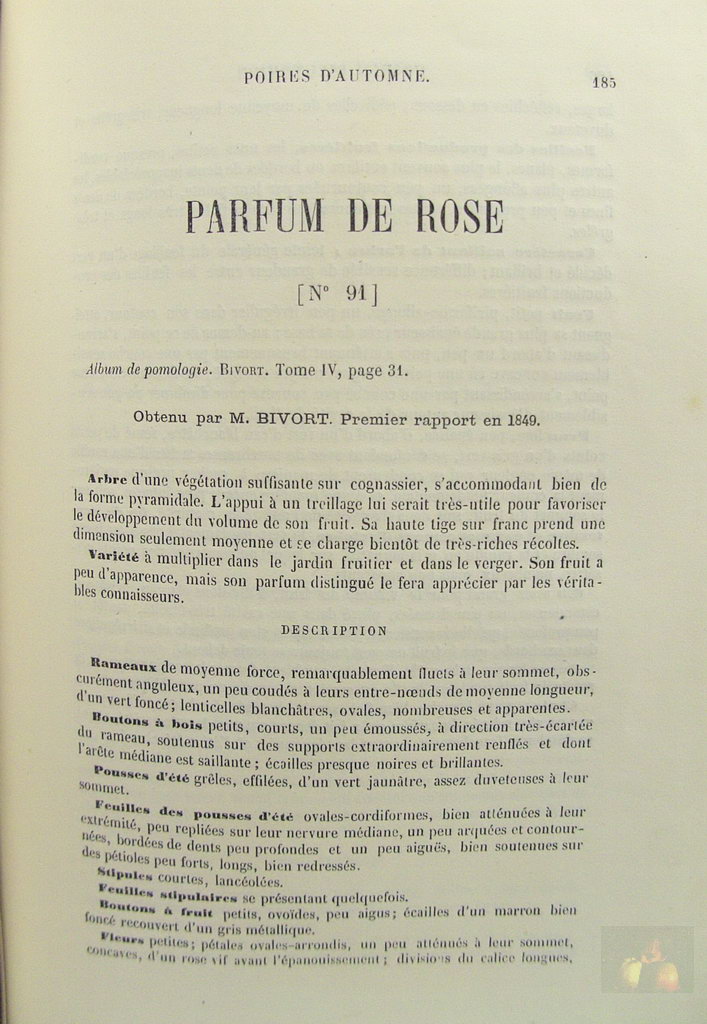 POIRES D'AUTOMNE.
185
PARFUM DE ROSE
[N° 91]
Album de pomologie. BIVORT. Tome IV, page 31.
Obtenu par M. BIVORT. Premier rapport en 1849.
Arbre d'une végétation suffisante sur cognassier, s'accommodant bien de
la forme pyramidale. L'appui à un treillage lui serait très-utile pour favoriser
le développement du volume de son fruit. Sa haute tige sur franc prend une
dimension seulement moyenne et se charge bientôt de très-riches récoltes.
Variété à multiplier dans le jardin fruitier et dans le verger. Son fruit a
peu d'apparence, mais son parfum distingué le fera apprécier par les vérita-
bles connaisseurs.
DESCRIPTION
Rameaux de moyenne force, remarquablement fluets à leur sommet, obs-
curément anguleux, un peu coudés à leurs entre-nœuds de moyenne longueur,
d'un vert foncé; lenticelles blanchâtres, ovales, nombreuses et apparentes.
Boutons à bois petits, courts, un peu émoussés, à direction très-écartée
du rameau, soutenus sur des supports extraordinairement renflés et dont
l'arête médiane est saillante; écailles presque noires et brillantes.
Pousses d'été grêles, effilées, d'un vert jaunâtre, assez duveteuses à leur
sommet.
Feuilles des pousses d'été ovales-cordiformes, bien atténuées à leur
extrémité, peu repliées sur leur nervure médiane, un peu arquées et contour-
nées, bordées de dents peu profondes et un peu aiguës, bien soutenues sur
des pétioles peu forts, longs, bien redressés.
Stipules courtes, lancéolées.
Feuilles stipulaires se présentant quelquefois.
Boutons à fruit petits, ovoïdes, peu aigus; écailles d'un marron bien
foncé recouvert d'un gris métallique.
Fleurs petites; pétales ovales-arrondis, un peu atténués à leur sommet,
concaves, d'un rose vif avant l'épanouissement; divisions du calice longues,